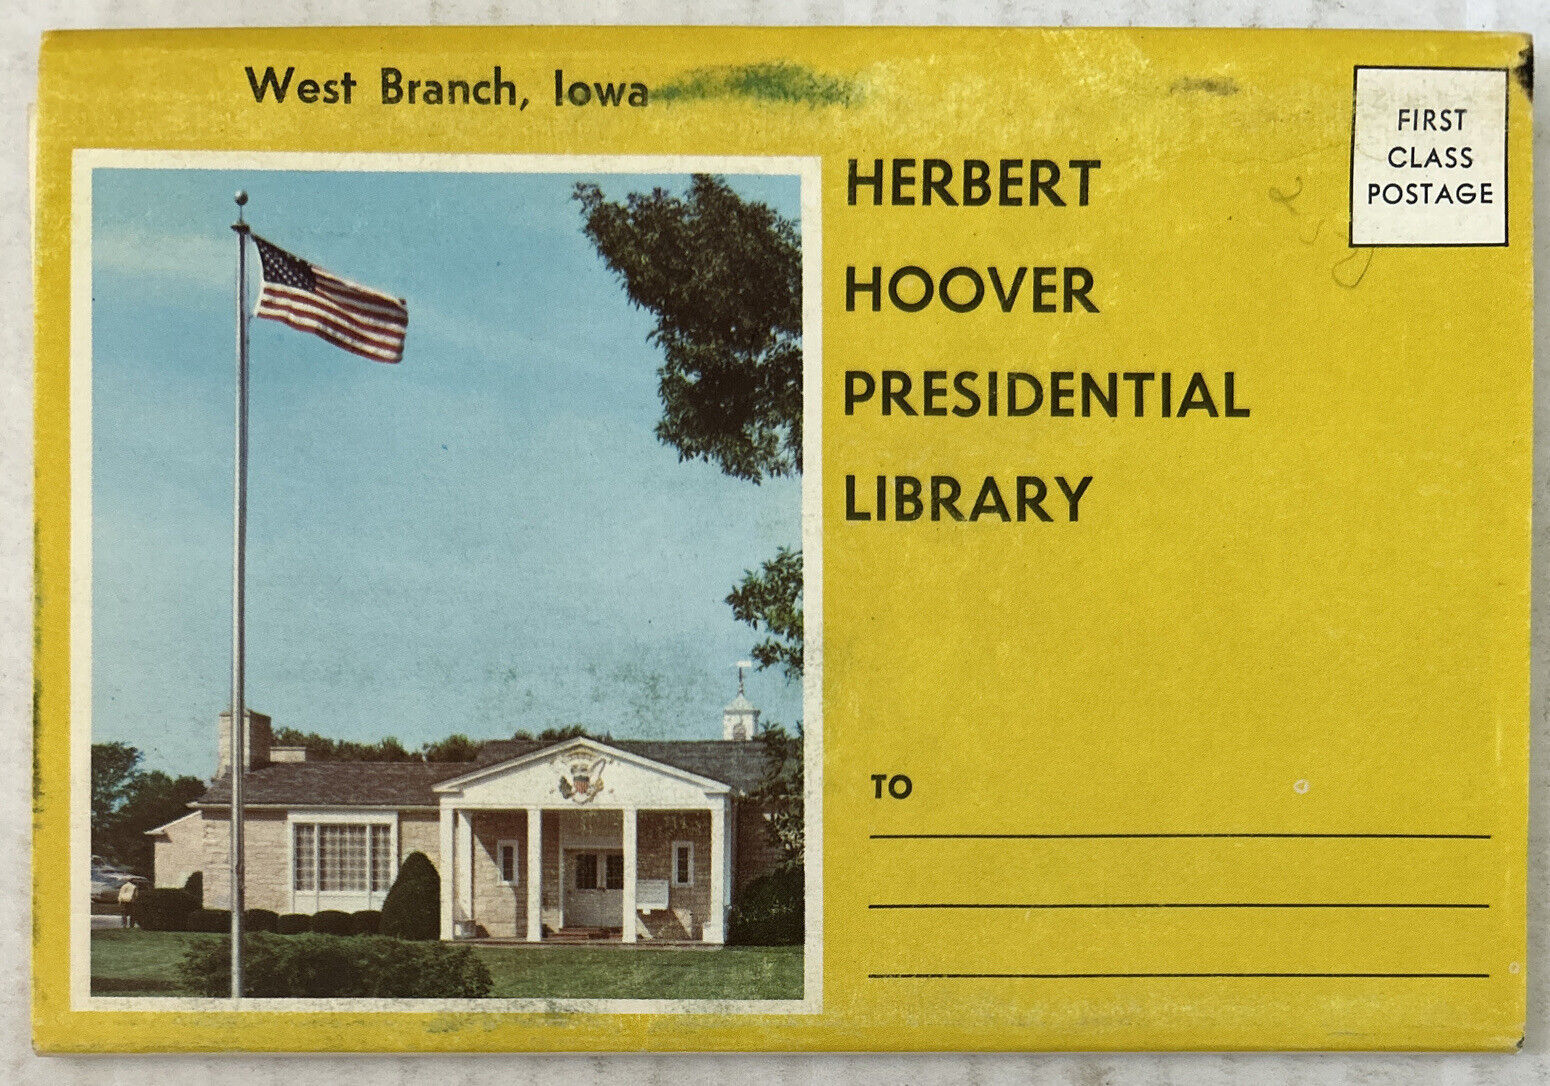 West Branch, Iowa
HERBERT
HOOVER
PRESIDENTIAL
LIBRARY
FIRST
CLASS
POSTAGE
TO